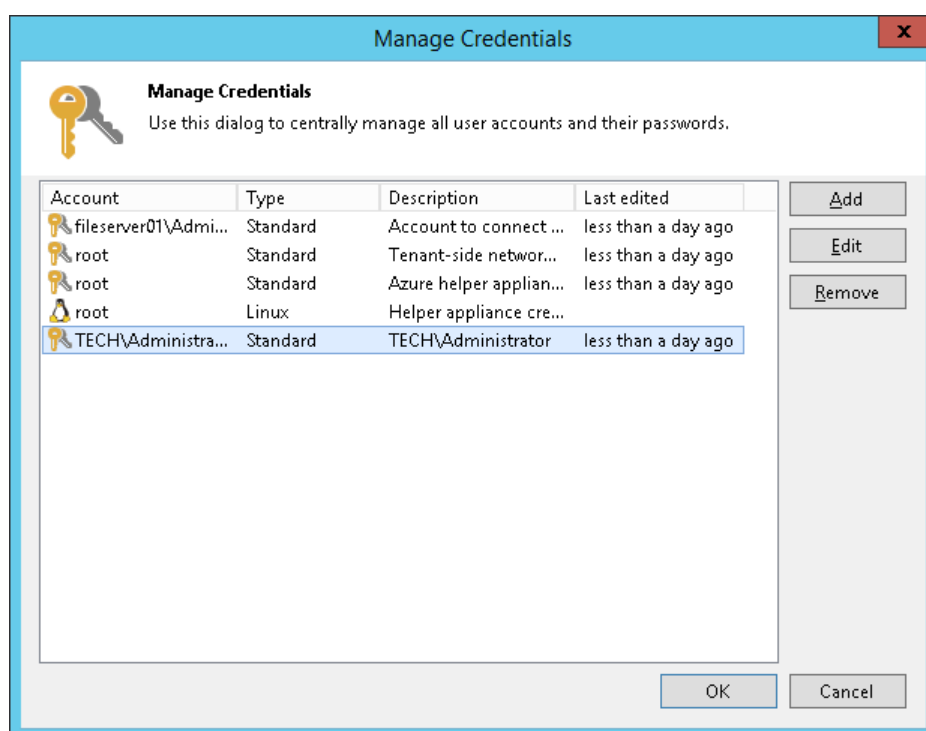 Manage Credentials
x
Manage Credentials
Use this dialog to centrally manage all user accounts and their passwords.
Account Type Description Last edited
fileserver01\Admi... Standard Account to connect ... less than a day ago
root Standard Tenant-side networ... less than a day ago
root Standard Azure helper applian... less than a day ago
root Linux Helper appliance cre...
TECH\Administra... Standard TECH\Administrator less than a day ago
Add
Edit
Remove
OK Cancel